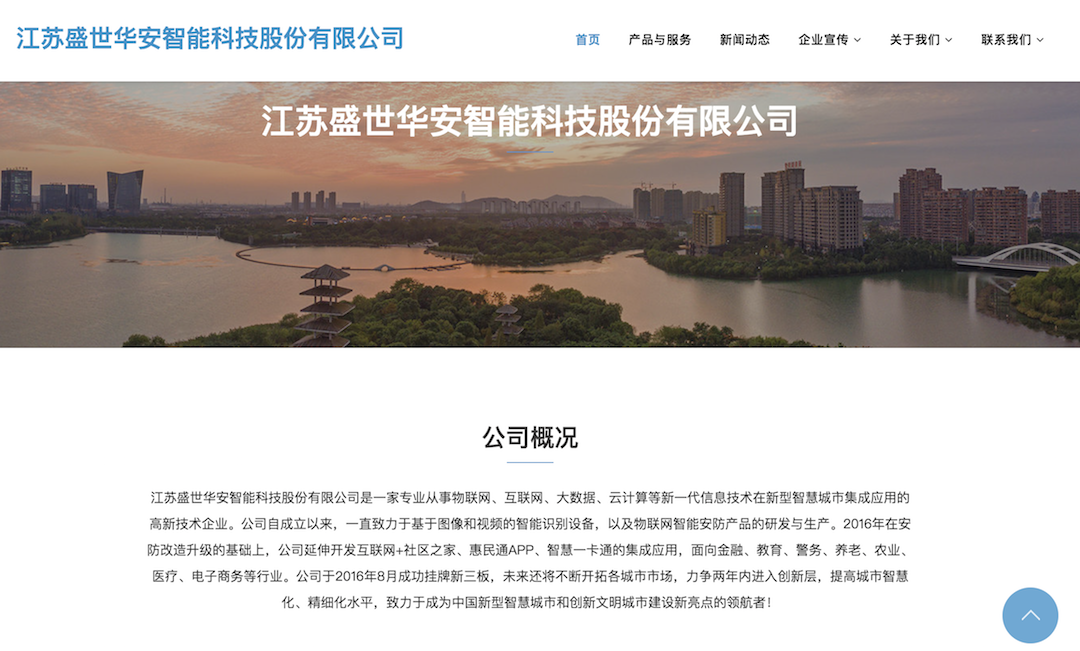 江苏盛世华安智能科技股份有限公司
首页 产品与服务 新闻动态 企业宣传 关于我们 联系我们
江苏盛世华安智能科技股份有限公司
公司概况
江苏盛世华安智能科技股份有限公司是一家专业从事物联网、互联网、大数据、云计算等新一代信息技术在新型智慧城市集成应用的
高新技术企业。公司自成立以来，一直致力于基于图像和视频的智能识别设备，以及物联网智能安防产品的研发与生产。2016年在安
防改造升级的基础上，公司延伸开发互联网+社区之家、惠民通APP、智慧一卡通的集成应用，面向金融、教育、警务、养老、农业、
医疗、电子商务等行业。公司于2016年8月成功挂牌新三板，未来还将不断开拓各城市市场，力争两年内进入创新层，提高城市智慧
化、精细化水平，致力于成为中国新型智慧城市和创新文明城市建设新亮点的领航者！